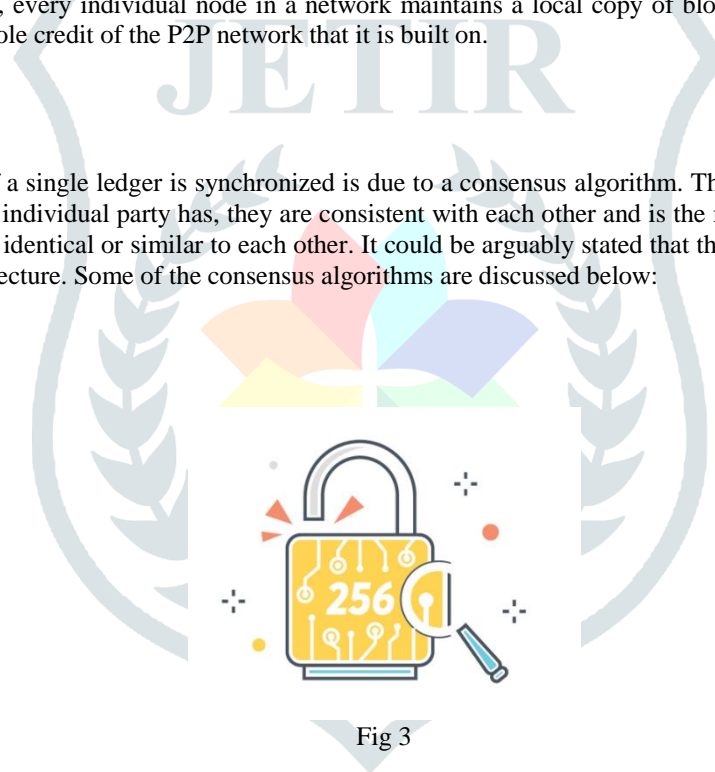 , every individual node in a network maintains a local copy of blo
ole credit of the P2P network that it is built on.
JETIR
a single ledger is synchronized is due to a consensus algorithm. Th
individual party has, they are consistent with each other and is the
identical or similar to each other. It could be arguably stated that th
ecture. Some of the consensus algorithms are discussed below:
256
Fig 3